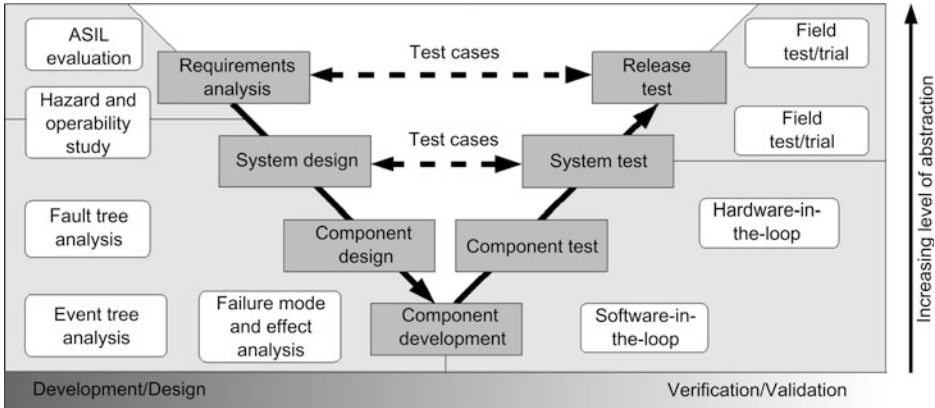 ASIL
evaluation
Hazard and
operability
study
Fault tree
analysis
Event tree
analysis
Failure mode
and effect
analysis
Requirements
analysis
System design
Component
design
Component
development
Test cases
Test cases
Release
test
System test
Component test
Field
test/trial
Field
test/trial
Hardware-in-
the-loop
Software-in-
the-loop
Increasing level of abstraction
Development/Design
Verification/Validation